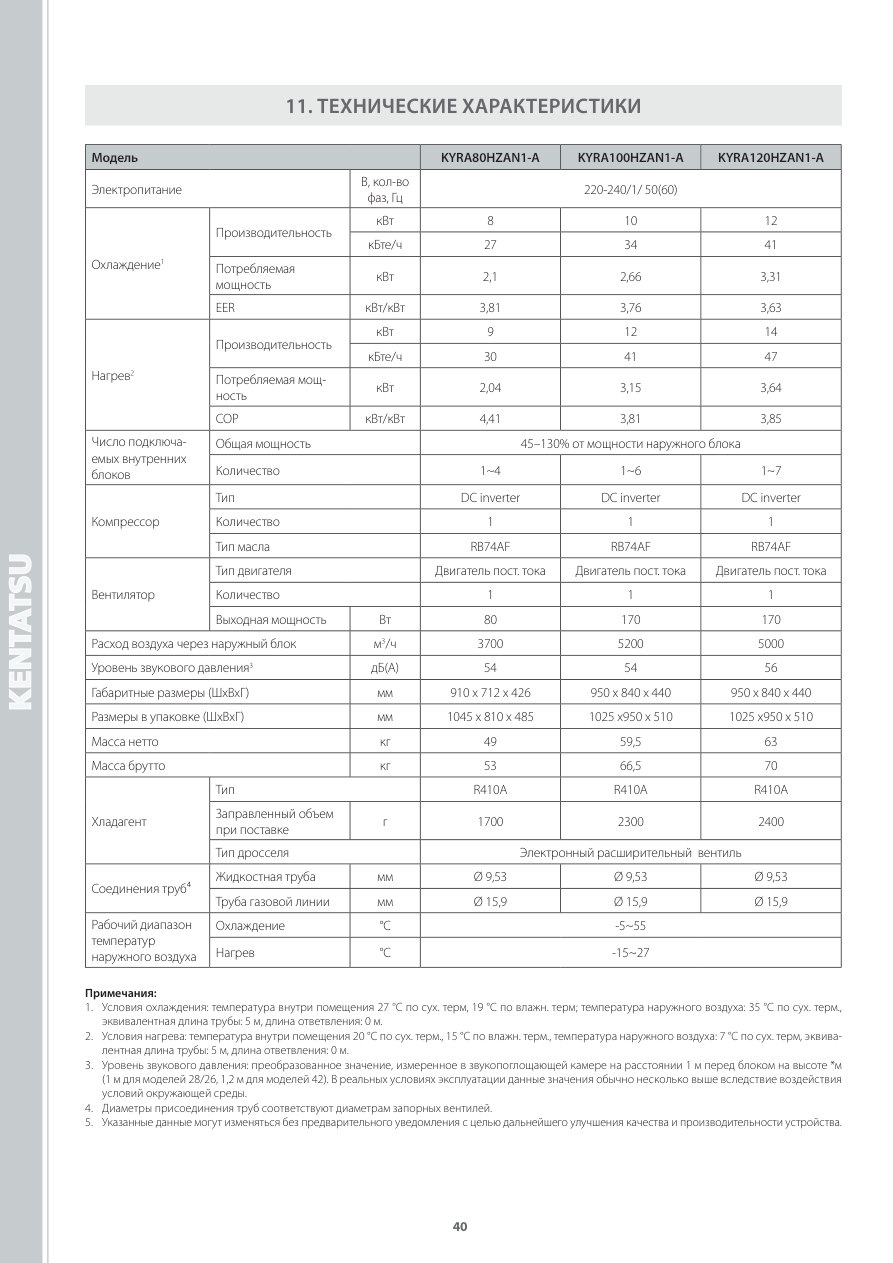 11. ТЕХНИЧЕСКИЕ ХАРАКТЕРИСТИКИ
Модель KYRA80HZAN1-A KYRA100HZAN1-A KYRA120HZAN1-A
Электропитание В, кол-во фаз, Гц 220-240/1/ 50(60)
Охлаждение¹ Производительность кВт 8 10 12
кБте/ч 27 34 41
Потребляемая мощность кВт 2,1 2,66 3,31
EER кВт/кВт 3,81 3,76 3,63
Нагрев² Производительность кВт 9 12 14
кБте/ч 30 41 47
Потребляемая мощ-ность кВт 2,04 3,15 3,64
COP кВт/кВт 4,41 3,81 3,85
Число подключа-емых внутренних блоков Общая мощность 45–130% от мощности наружного блока
Количество 1~4 1~6 1~7
Компрессор Тип DC inverter DC inverter DC inverter
Количество 1 1 1
Тип масла RB74AF RB74AF RB74AF
Вентилятор Тип двигателя Двигатель пост. тока Двигатель пост. тока Двигатель пост. тока
Количество 1 1 1
Выходная мощность Вт 80 170 170
Расход воздуха через наружный блок м³/ч 3700 5200 5000
Уровень звукового давления³ дБ(А) 54 54 56
Габаритные размеры (ШxВxГ) мм 910 x 712 x 426 950 x 840 x 440 950 x 840 x 440
Размеры в упаковке (ШxВxГ) мм 1045 x 810 x 485 1025 x950 x 510 1025 x950 x 510
Масса нетто кг 49 59,5 63
Масса брутто кг 53 66,5 70
Хладагент Тип R410A R410A R410A
Заправленный объем при поставке г 1700 2300 2400
Тип дросселя Электронный расширительный вентиль
Соединения труб⁴ Жидкостная труба мм Ø 9,53 Ø 9,53 Ø 9,53
Труба газовой линии мм Ø 15,9 Ø 15,9 Ø 15,9
Рабочий диапазон температур наружного воздуха Охлаждение °C -5~55
Нагрев °C -15~27
Примечания:
1. Условия охлаждения: температура внутри помещения 27 °C по сух. терм, 19 °C по влажн. терм; температура наружного воздуха: 35 °C по сух. терм.,
эквивалентная длина трубы: 5 м, длина ответвления: 0 м.
2. Условия нагрева: температура внутри помещения 20 °C по сух. терм., 15 °C по влажн. терм., температура наружного воздуха: 7 °C по сух. терм, эквива-
лентная длина трубы: 5 м, длина ответвления: 0 м.
3. Уровень звукового давления: преобразованное значение, измеренное в звукопоглощающей камере на расстоянии 1 м перед блоком на высоте *м
(1 м для моделей 28/26, 1,2 м для моделей 42). В реальных условиях эксплуатации данные значения обычно несколько выше вследствие воздействия
условий окружающей среды.
4. Диаметры присоединения труб соответствуют диаметрам запорных вентилей.
5. Указанные данные могут изменяться без предварительного уведомления с целью дальнейшего улучшения качества и производительности устройства.
40
KENTATSU